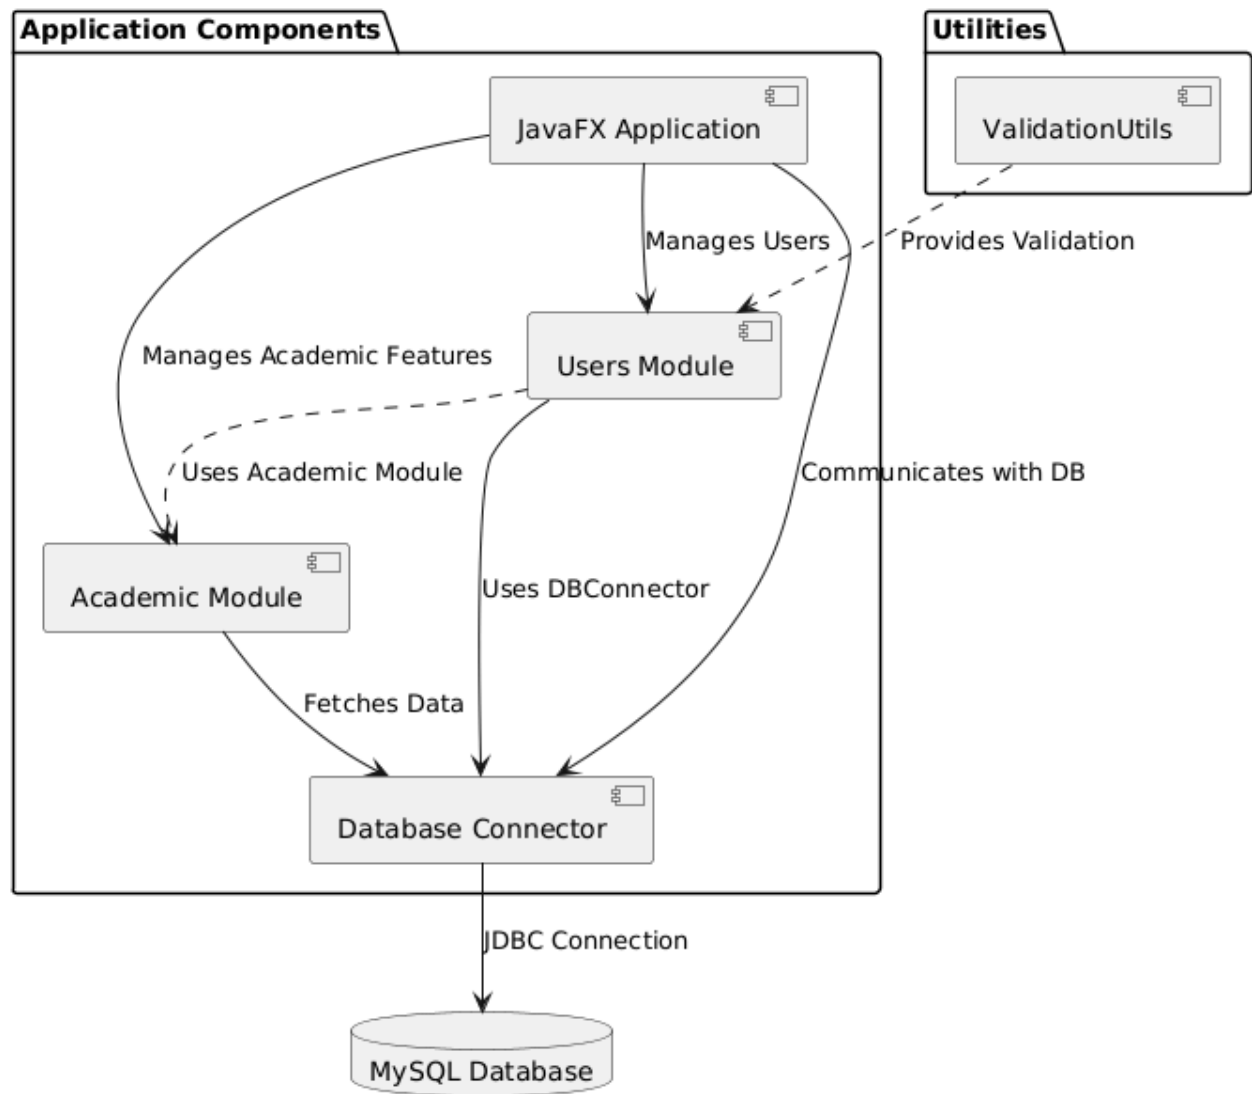 Application Components
Utilities
JavaFX Application
ValidationUtils
Manages Users
Provides Validation
Manages Academic Features
Users Module
Uses Academic Module
Communicates with DB
Academic Module
Uses DBConnector
Fetches Data
Database Connector
JDBC Connection
MySQL Database